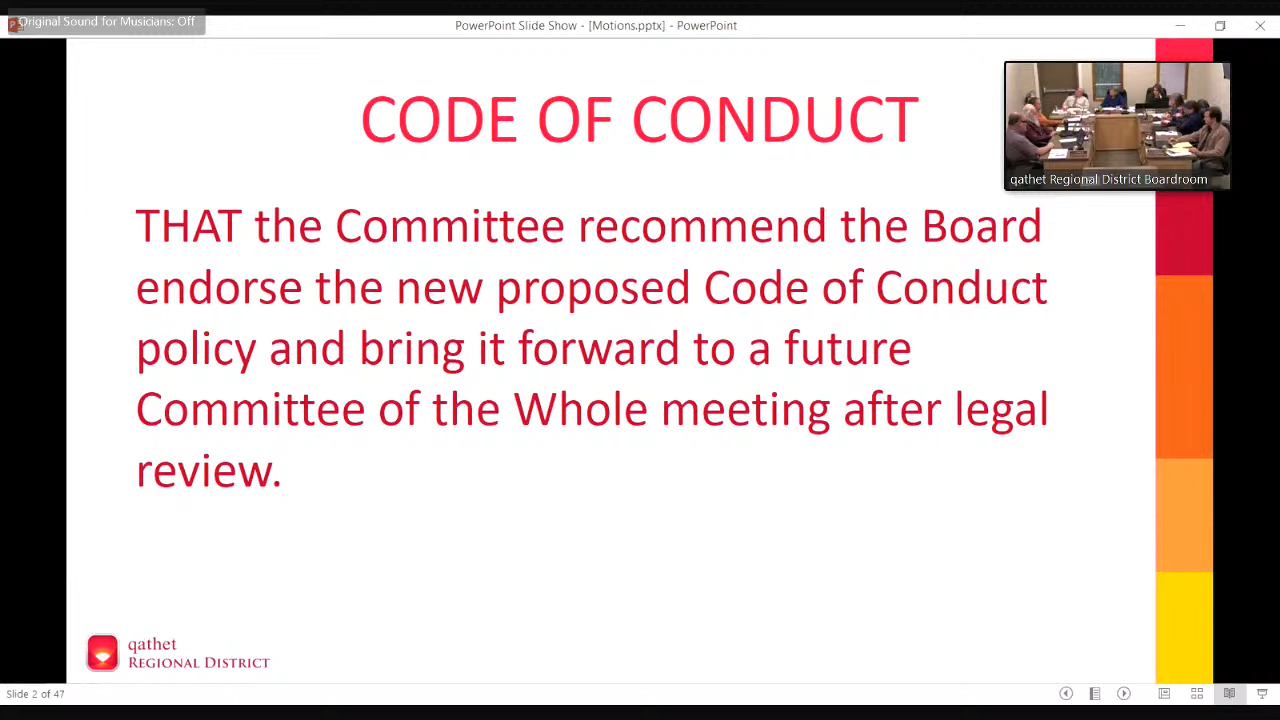 Original Sound for Musicians: Off
PowerPoint Slide Show - [Motions.pptx] - PowerPoint
CODE OF CONDUCT
qathet Regional District Boardroom
THAT the Committee recommend the Board
endorse the new proposed Code of Conduct
policy and bring it forward to a future
Committee of the Whole meeting after legal
review.
qathet
REGIONAL DISTRICT
Slide 2 of 47